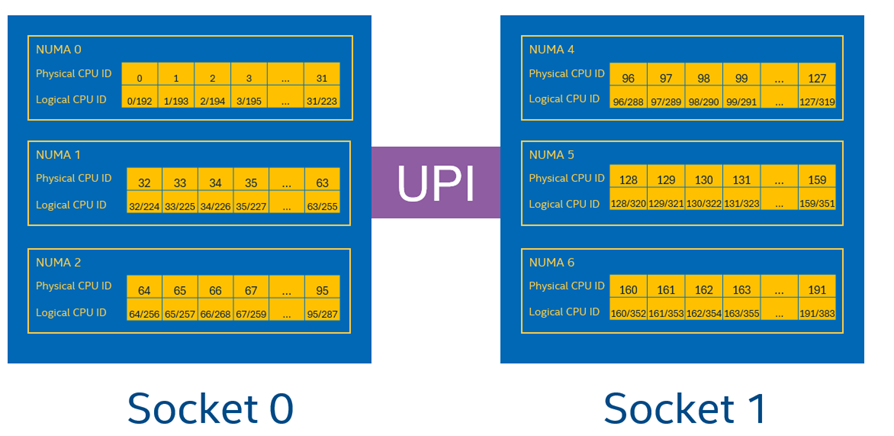 NUMA 0
Physical CPU ID 0 1 2 3 ... 31
Logical CPU ID 0/192 1/193 2/194 3/195 ... 31/223
NUMA 1
Physical CPU ID 32 33 34 35 ... 63
Logical CPU ID 32/224 33/225 34/226 35/227 ... 63/255
NUMA 2
Physical CPU ID 64 65 66 67 ... 95
Logical CPU ID 64/256 65/257 66/268 67/259 ... 95/287
Socket 0
UPI
NUMA 4
Physical CPU ID 96 97 98 99 ... 127
Logical CPU ID 96/288 97/289 98/290 99/291 ... 127/319
NUMA 5
Physical CPU ID 128 129 130 131 ... 159
Logical CPU ID 128/320 129/321 130/322 131/323 ... 159/351
NUMA 6
Physical CPU ID 160 161 162 163 ... 191
Logical CPU ID 160/352 161/353 162/354 163/355 ... 191/383
Socket 1